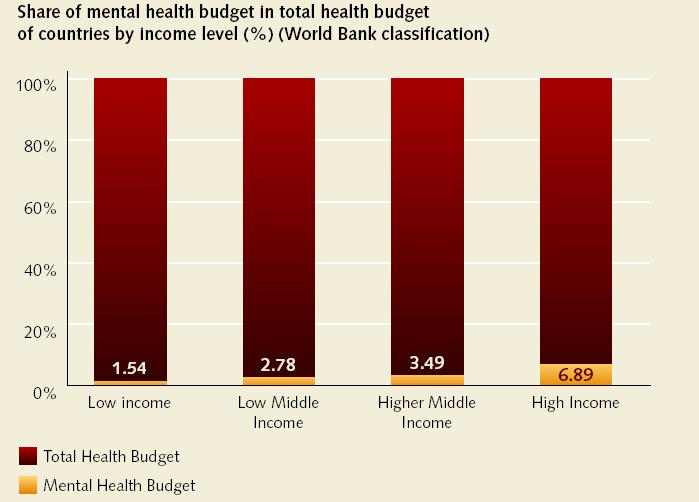 Share of mental health budget in total health budget
of countries by income level (%) (World Bank classification)
100%
80%
60%
40%
20%
0%
1.54
2.78
3.49
6.89
Low income
Low Middle
Income
Higher Middle
Income
High Income
Total Health Budget
Mental Health Budget